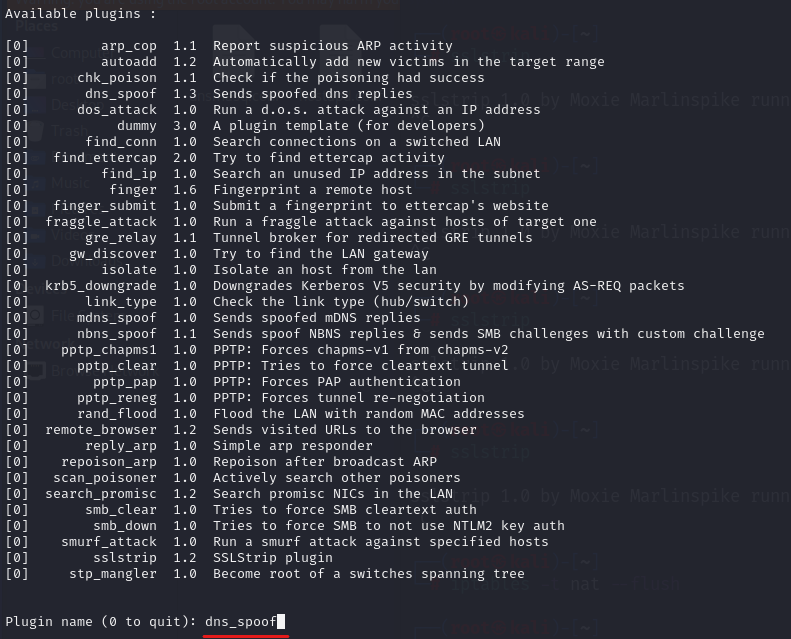 Available plugins :
[0] arp_cop 1.1 Report suspicious ARP activity
[0] autoadd 1.2 Automatically add new victims in the target range
[0] chk_poison 1.1 Check if the poisoning had success
[0] dns_spoof 1.3 Sends spoofed dns replies
[0] dos_attack 1.0 Run a d.o.s. attack against an IP address
[0] dummy 3.0 A plugin template (for developers)
[0] find_conn 1.0 Search connections on a switched LAN
[0] find_ettercap 2.0 Try to find ettercap activity
[0] find_ip 1.0 Search an unused IP address in the subnet
[0] finger 1.6 Fingerprint a remote host
[0] finger_submit 1.0 Submit a fingerprint to ettercap's website
[0] fraggle_attack 1.0 Run a fraggle attack against hosts of target one
[0] gre_relay 1.1 Tunnel broker for redirected GRE tunnels
[0] gw_discover 1.0 Try to find the LAN gateway
[0] isolate 1.0 Isolate an host from the lan
[0] krb5_downgrade 1.0 Downgrades Kerberos V5 security by modifying AS-REQ packets
[0] link_type 1.0 Check the link type (hub/switch)
[0] mdns_spoof 1.0 Sends spoofed mDNS replies
[0] nbns_spoof 1.1 Sends spoof NBNS replies & sends SMB challenges with custom challenge
[0] pptp_chapms1 1.0 PPTP: Forces chapms-v1 from chapms-v2
[0] pptp_clear 1.0 PPTP: Tries to force cleartext tunnel
[0] pptp_pap 1.0 PPTP: Forces PAP authentication
[0] pptp_reneg 1.0 PPTP: Forces tunnel re-negotiation
[0] rand_flood 1.0 Flood the LAN with random MAC addresses
[0] remote_browser 1.2 Sends visited URLs to the browser
[0] reply_arp 1.0 Simple arp responder
[0] repoison_arp 1.0 Repoison after broadcast ARP
[0] scan_poisoner 1.0 Actively search other poisoners
[0] search_promisc 1.2 Search promisc NICs in the LAN
[0] smb_clear 1.0 Tries to force SMB cleartext auth
[0] smb_down 1.0 Tries to force SMB to not use NTLM2 key auth
[0] smurf_attack 1.0 Run a smurf attack against specified hosts
[0] sslstrip 1.2 SSLStrip plugin
[0] stp_mangler 1.0 Become root of a switches spanning tree
Plugin name (0 to quit): dns_spoof